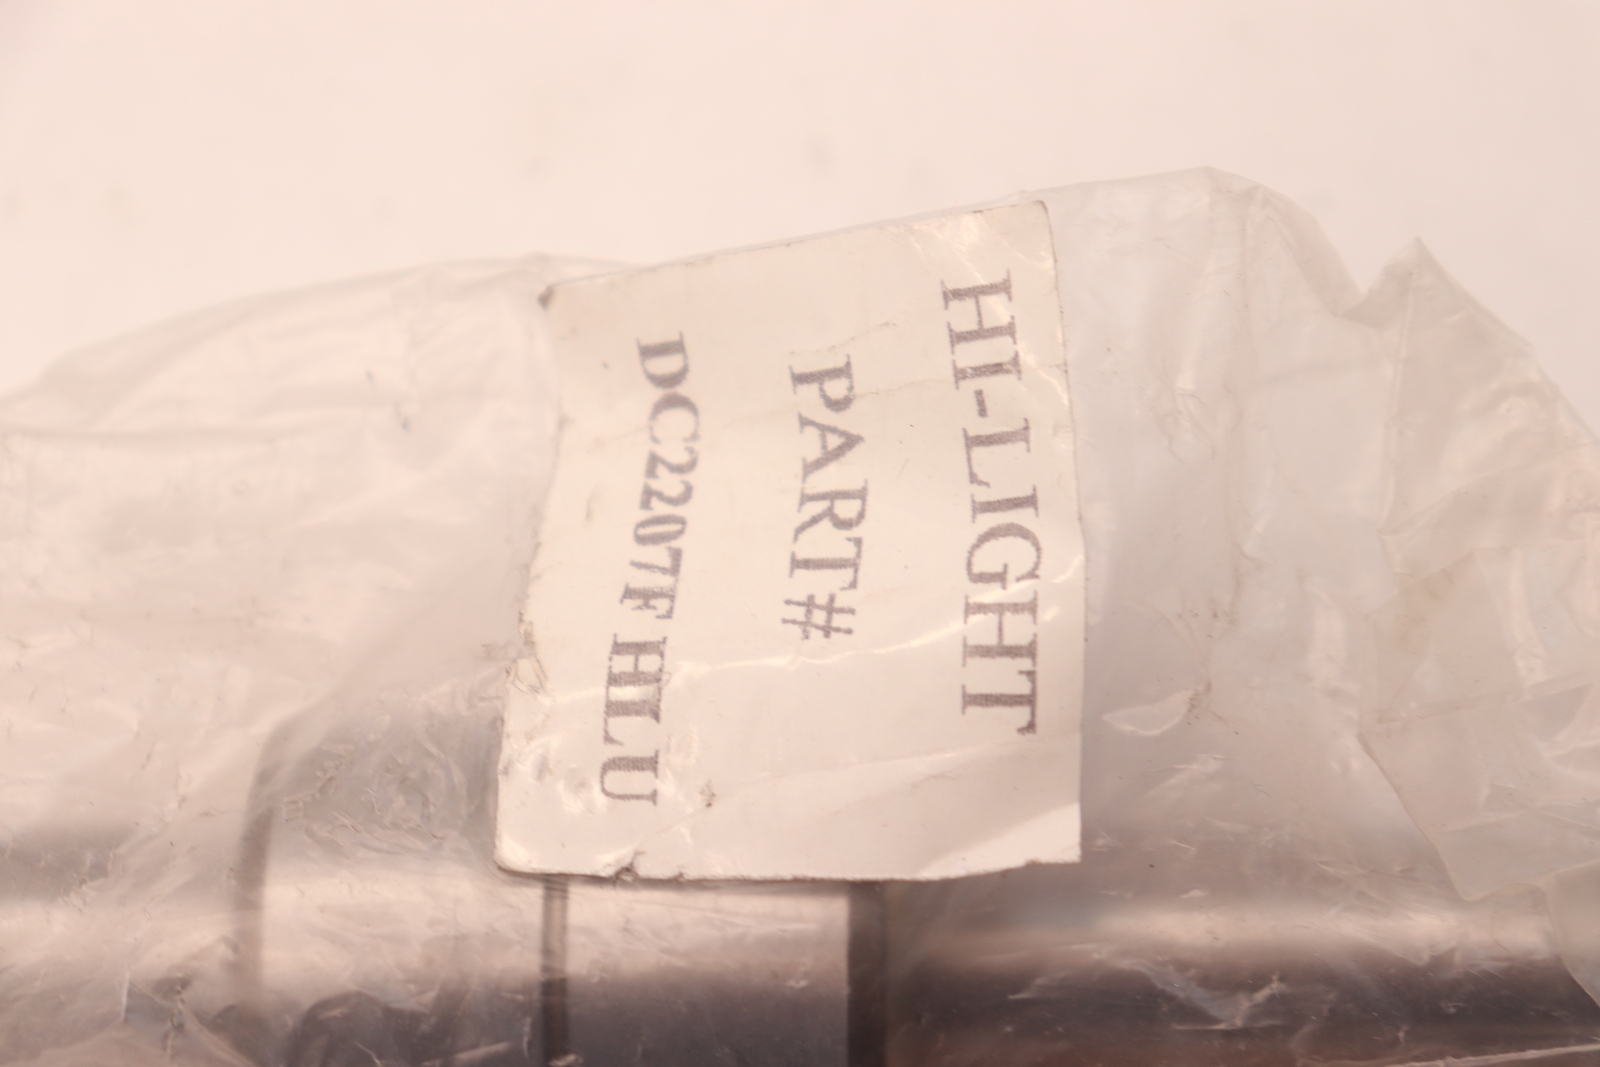 HI-LIGHT
PART#
DC2207F HLU